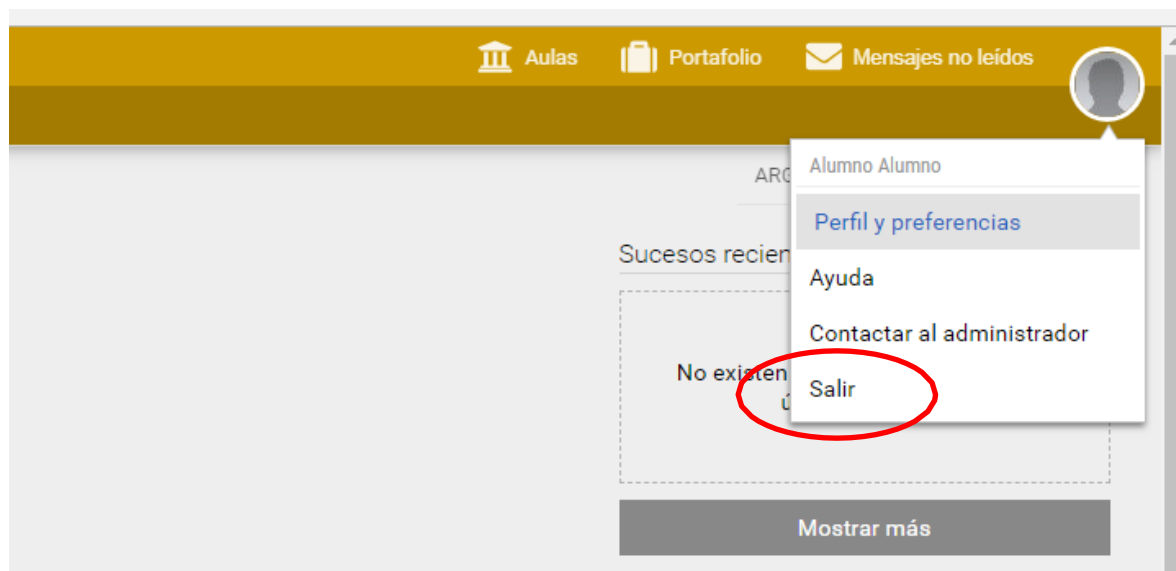 Aulas Portafolio Mensajes no leídos
Alumno Alumno
Perfil y preferencias
Ayuda
Contactar al administrador
Salir
Sucesos
No existen
Mostrar más